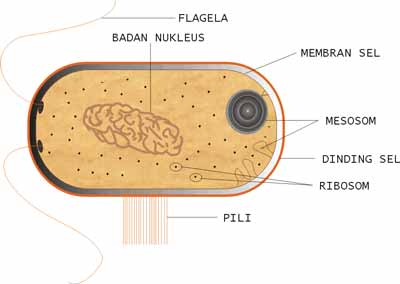 FLAGELA
BADAN NUKLEUS
MEMBRAN SEL
MESOSOM
DINDING SEL
RIBOSOM
PILI